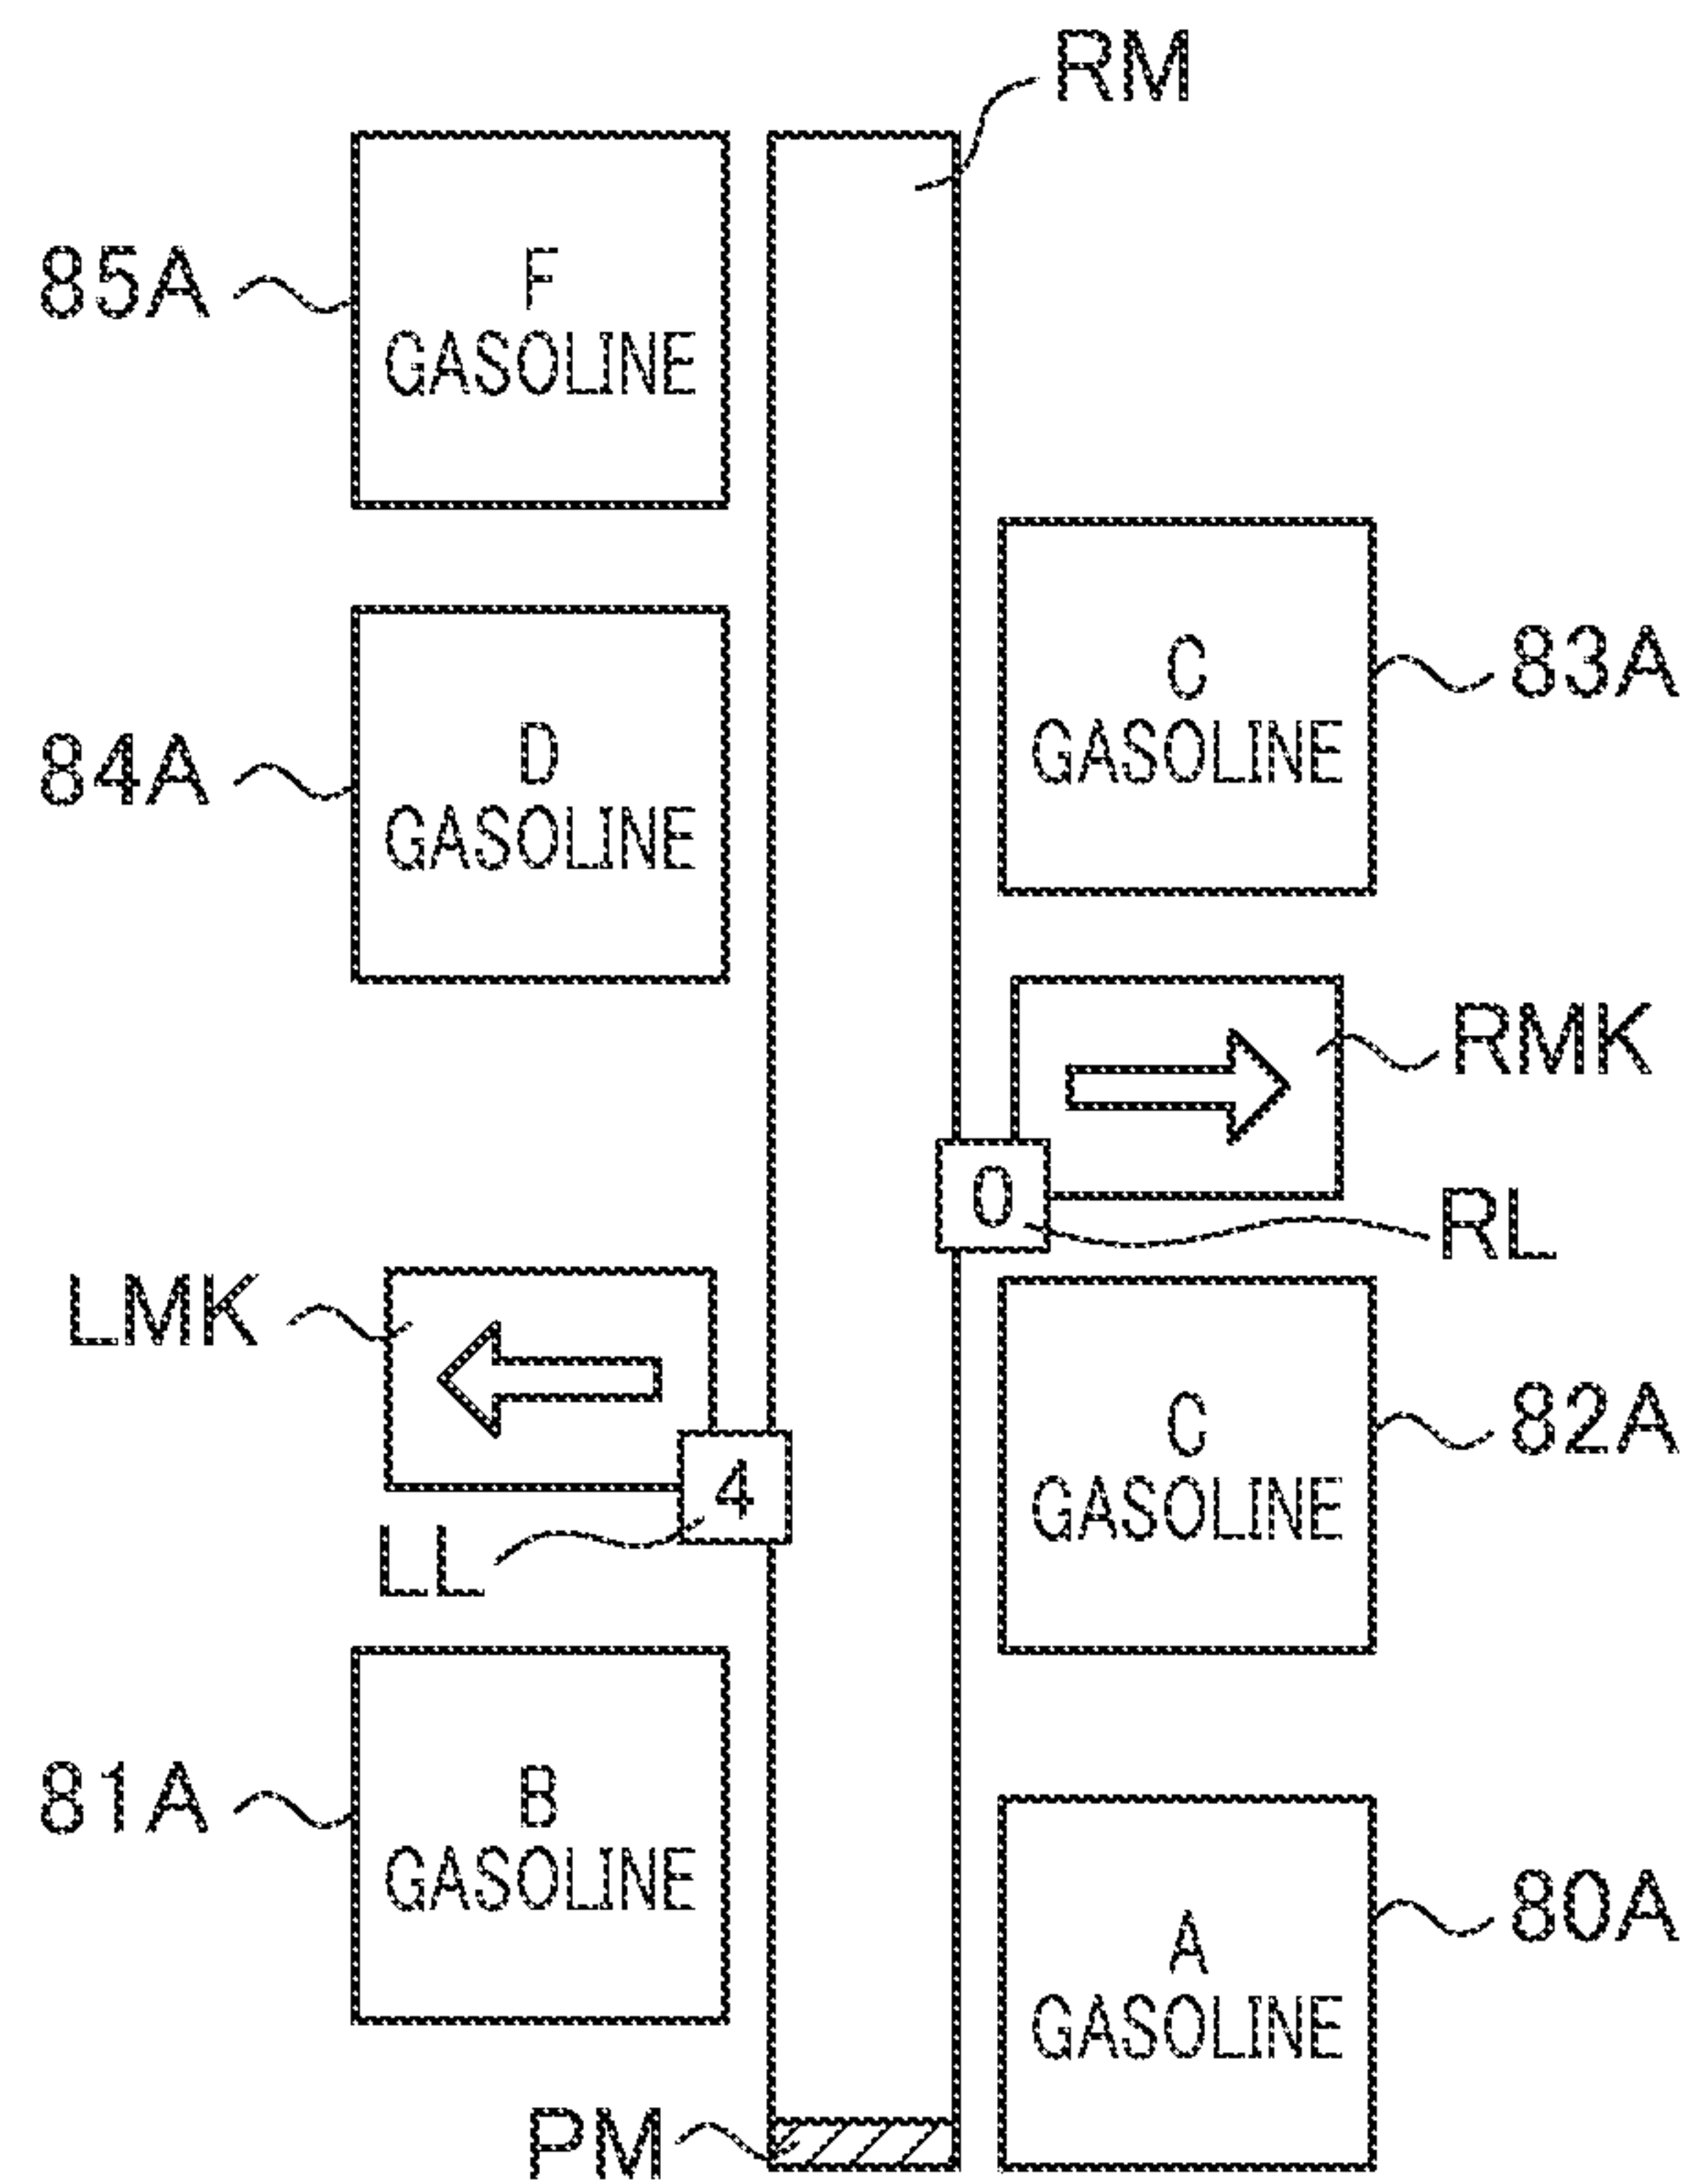 RM
85A
F
GASOLINE
C
GASOLINE
83A
84A
D
GASOLINE
RMK
0
RL
LMK
4
LL
C
GASOLINE
82A
81A
B
GASOLINE
A
GASOLINE
80A
PM